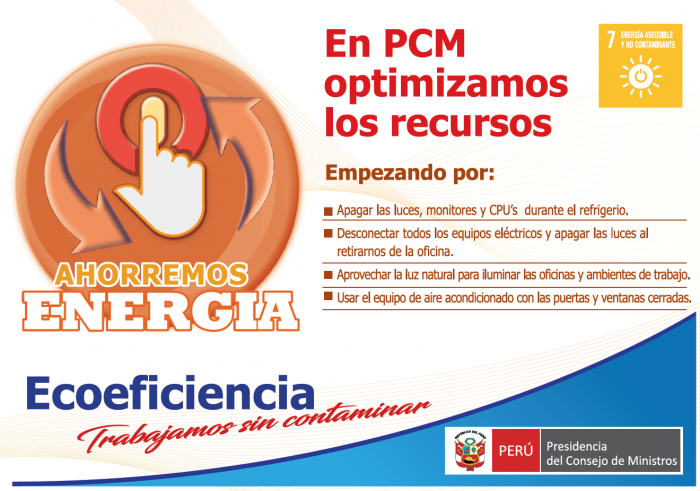 En PCM
optimizamos
los recursos
7 ENERGÍA ASEQUIBLE
Y NO CONTAMINANTE
Empezando por:
Apagar las luces, monitores y CPU's durante el refrigerio.
Desconectar todos los equipos eléctricos y apagar las luces al
retirarnos de la oficina.
Aprovechar la luz natural para iluminar las oficinas y ambientes de trabajo.
Usar el equipo de aire acondicionado con las puertas y ventanas cerradas.
AHORREMOS
ENERGIA
Ecoeficiencia
Trabajamos sin contaminar
REPÚBLICA DEL PERÚ
PERÚ
Presidencia
del Consejo de Ministros